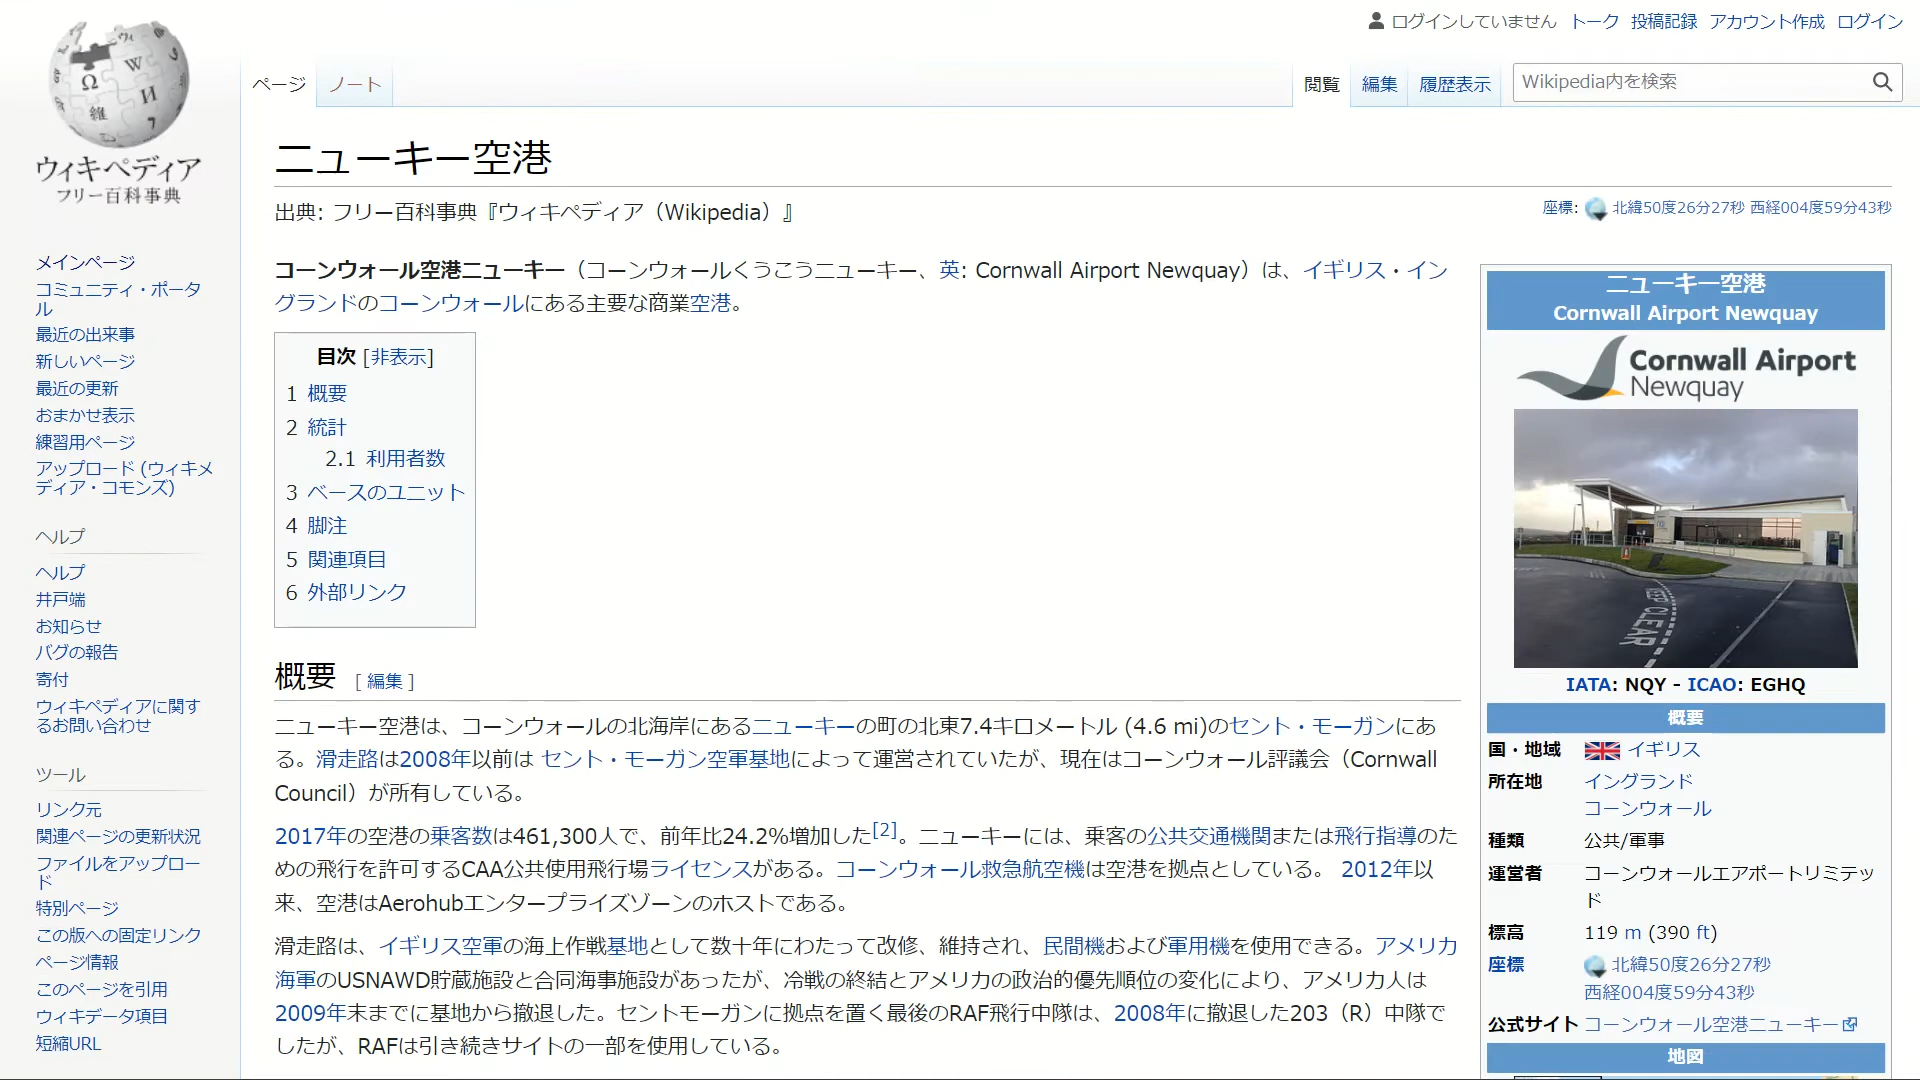 ログインしていません トーク 投稿記録 アカウント作成 ログイン
ページ ノート 閲覧 編集 履歴表示 Wikipedia内を検索
ウィキペディア
フリー百科事典
メインページ
コミュニティ・ポータ
ル
最近の出来事
新しいページ
最近の更新
おまかせ表示
練習用ページ
アップロード (ウィキメ
ディア・コモンズ)
ヘルプ
ヘルプ
井戸端
お知らせ
バグの報告
寄付
ウィキペディアに関す
るお問い合わせ
ツール
リンク元
関連ページの更新状況
ファイルをアップロー
ド
特別ページ
この版への固定リンク
ページ情報
このページを引用
ウィキデータ項目
短縮URL
ニューキー空港
出典: フリー百科事典『ウィキペディア（Wikipedia）』
座標: 北緯50度26分27秒 西経004度59分43秒
コーンウォール空港ニューキー（コーンウォールくうこうニューキー、英: Cornwall Airport Newquay）は、イギリス・イン
グランドのコーンウォールにある主要な商業空港。
目次 [非表示]
1 概要
2 統計
2.1 利用者数
3 ベースのユニット
4 脚注
5 関連項目
6 外部リンク
概要 [ 編集 ]
ニューキー空港は、コーンウォールの北海岸にあるニューキーの町の北東7.4キロメートル (4.6 mi)のセント・モーガンにあ
る。滑走路は2008年以前は セント・モーガン空軍基地によって運営されていたが、現在はコーンウォール評議会（Cornwall
Council）が所有している。
2017年の空港の乗客数は461,300人で、前年比24.2%増加した[2]。ニューキーには、乗客の公共交通機関または飛行指導のた
めの飛行を許可するCAA公共使用飛行場ライセンスがある。コーンウォール救急航空機は空港を拠点としている。 2012年以
来、空港はAerohubエンタープライズゾーンのホストである。
滑走路は、イギリス空軍の海上作戦基地として数十年にわたって改修、維持され、民間機および軍用機を使用できる。アメリカ
海軍のUSNAWD貯蔵施設と合同海事施設があったが、冷戦の終結とアメリカの政治的優先順位の変化により、アメリカ人は
2009年末までに基地から撤退した。セントモーガンに拠点を置く最後のRAF飛行中隊は、2008年に撤退した203（R）中隊で
したが、RAFは引き続きサイトの一部を使用している。
ニューキー空港
Cornwall Airport Newquay
Cornwall Airport
Newquay
KEEP CLEAR
IATA: NQY - ICAO: EGHQ
概要
国・地域 イギリス
所在地 イングランド
コーンウォール
種類 公共/軍事
運営者 コーンウォールエアポートリミテッ
ド
標高 119 m (390 ft)
座標 北緯50度26分27秒
西経004度59分43秒
公式サイト コーンウォール空港ニューキー
地図